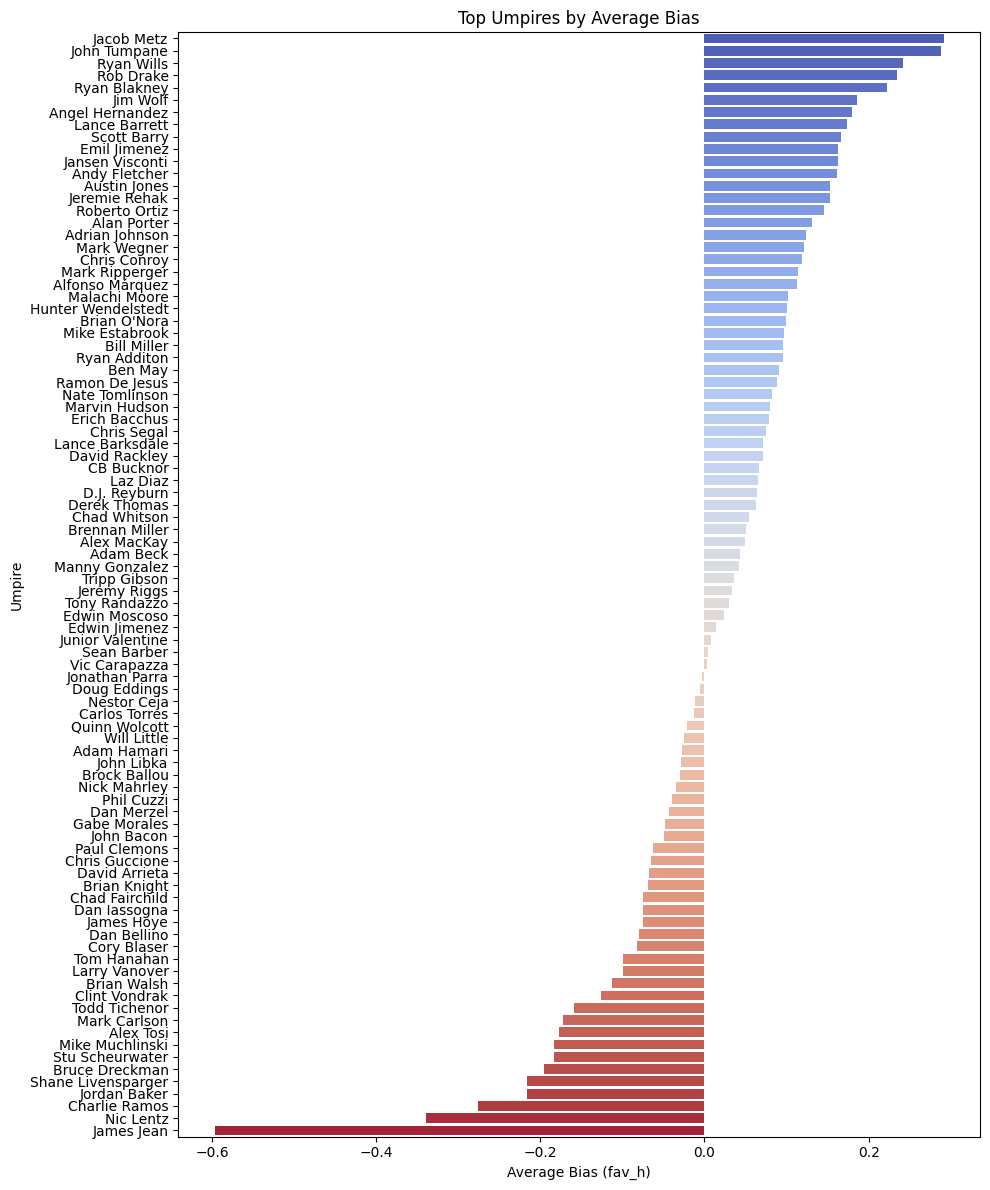 Top Umpires by Average Bias
Jacob Metz
John Tumpane
Ryan Wills
Rob Drake
Ryan Blakney
Jim Wolf
Angel Hernandez
Lance Barrett
Scott Barry
Emil Jimenez
Jansen Visconti
Andy Fletcher
Austin Jones
Jeremie Rehak
Roberto Ortiz
Alan Porter
Adrian Johnson
Mark Wegner
Chris Conroy
Mark Ripperger
Alfonso Marquez
Malachi Moore
Hunter Wendelstedt
Brian O'Nora
Mike Estabrook
Bill Miller
Ryan Additon
Ben May
Ramon De Jesus
Nate Tomlinson
Marvin Hudson
Erich Bacchus
Chris Segal
Lance Barksdale
David Rackley
CB Bucknor
Laz Diaz
D.J. Reyburn
Derek Thomas
Chad Whitson
Brennan Miller
Alex MacKay
Adam Beck
Manny Gonzalez
Tripp Gibson
Jeremy Riggs
Tony Randazzo
Edwin Moscoso
Edwin Jimenez
Junior Valentine
Sean Barber
Vic Carapazza
Jonathan Parra
Doug Eddings
Nestor Ceja
Carlos Torres
Quinn Wolcott
Will Little
Adam Hamari
John Libka
Brock Ballou
Nick Mahrley
Phil Cuzzi
Dan Merzel
Gabe Morales
John Bacon
Paul Clemons
Chris Guccione
David Arrieta
Brian Knight
Chad Fairchild
Dan Iassogna
James Hoye
Dan Bellino
Cory Blaser
Tom Hanahan
Larry Vanover
Brian Walsh
Clint Vondrak
Todd Tichenor
Mark Carlson
Alex Tosi
Mike Muchlinski
Stu Scheurwater
Bruce Dreckman
Shane Livensparger
Jordan Baker
Charlie Ramos
Nic Lentz
James Jean
Umpire
−0.6 −0.4 −0.2 0.0 0.2
Average Bias (fav_h)